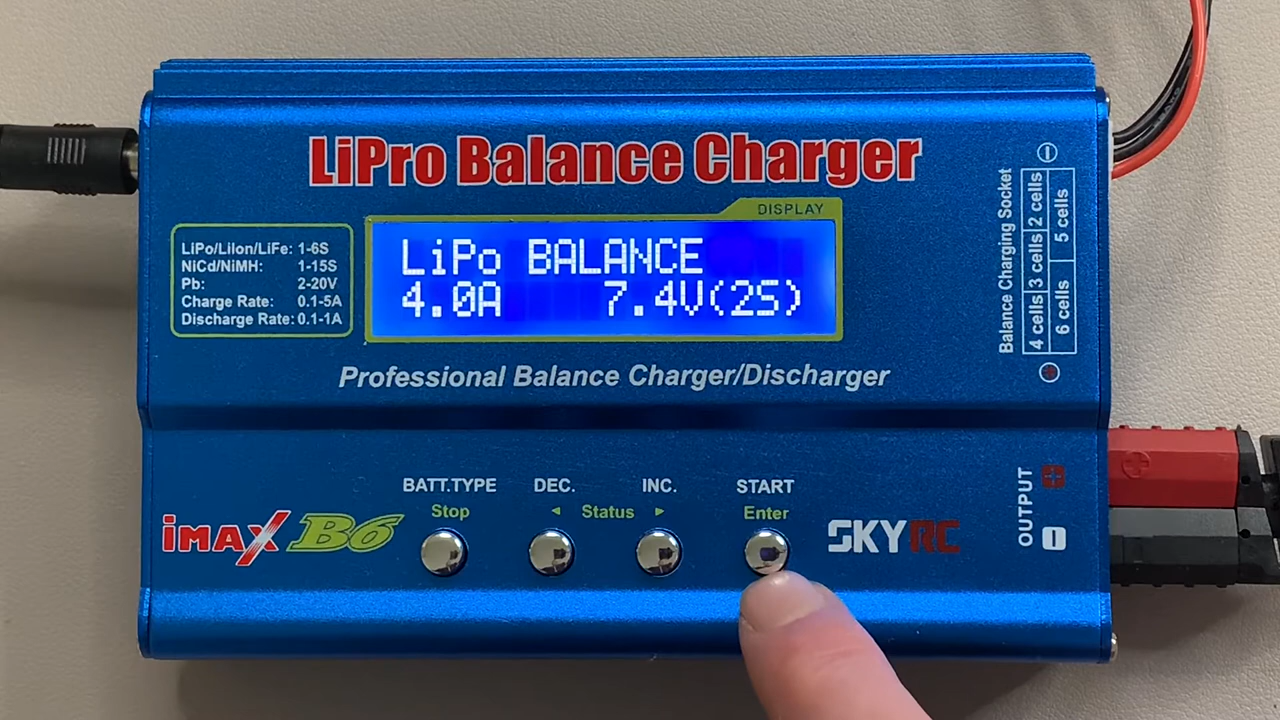 LiPro Balance Charger
DISPLAY
LiPo BALANCE
4.0A 7.4V(2S)
LiPo/LiIon/LiFe: 1-6S
NiCd/NiMH: 1-15S
Pb: 2-20V
Charge Rate: 0.1-5A
Discharge Rate: 0.1-1A
Professional Balance Charger/Discharger
Balance Charging Socket
4 cells 3 cells 2 cells
6 cells 5 cells
BATT.TYPE DEC. INC. START
Stop ◄ Status ► Enter
iMAX B6
SKYRC
OUTPUT